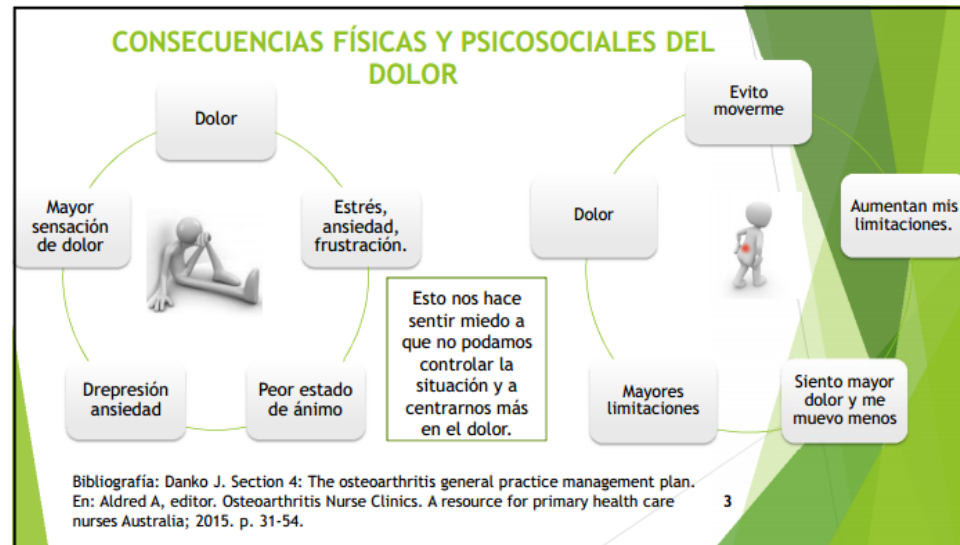 CONSECUENCIAS FÍSICAS Y PSICOSOCIALES DEL
DOLOR
Dolor
Estrés,
ansiedad,
frustración.
Peor estado
de ánimo
Drepresión
ansiedad
Mayor
sensación
de dolor
Esto nos hace
sentir miedo a
que no podamos
controlar la
situación y a
centrarnos más
en el dolor.
Evito
moverme
Aumentan mis
limitaciones.
Siento mayor
dolor y me
muevo menos
Mayores
limitaciones
Dolor
Bibliografía: Danko J. Section 4: The osteoarthritis general practice management plan.
En: Aldred A, editor. Osteoarthritis Nurse Clinics. A resource for primary health care
nurses Australia; 2015. p. 31-54.
3